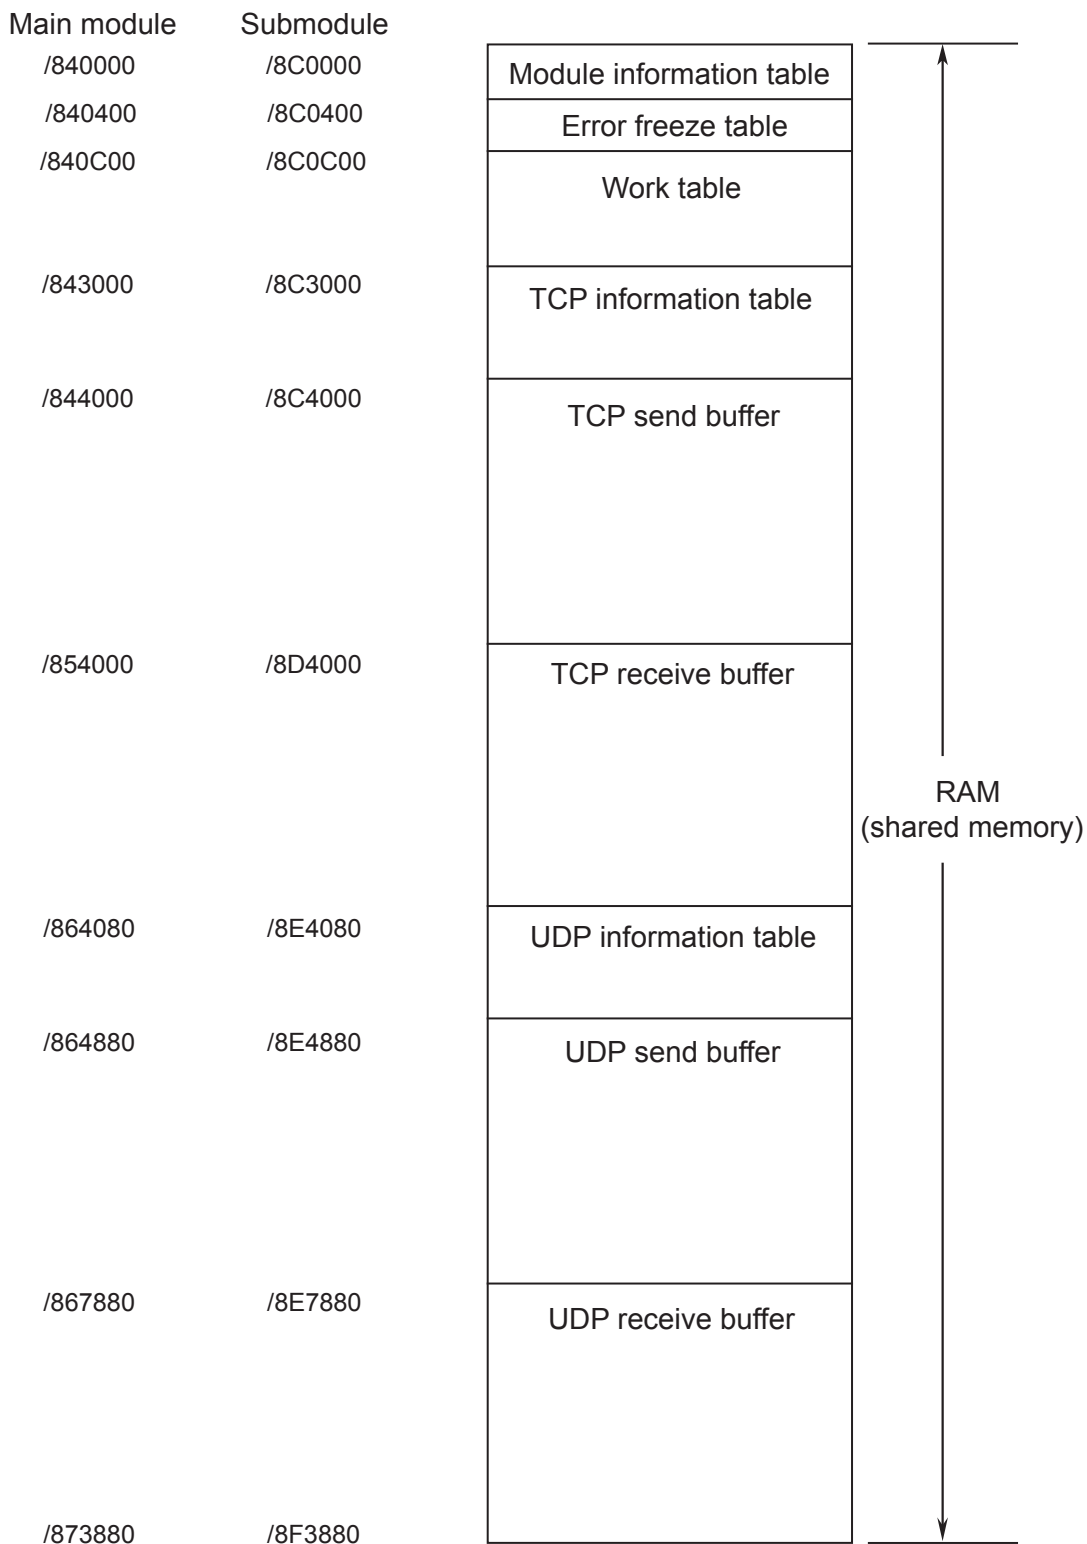 Main module Submodule
/840000 /8C0000 Module information table
/840400 /8C0400 Error freeze table
/840C00 /8C0C00 Work table
/843000 /8C3000 TCP information table
/844000 /8C4000 TCP send buffer
/854000 /8D4000 TCP receive buffer
RAM
(shared memory)
/864080 /8E4080 UDP information table
/864880 /8E4880 UDP send buffer
/867880 /8E7880 UDP receive buffer
/873880 /8F3880